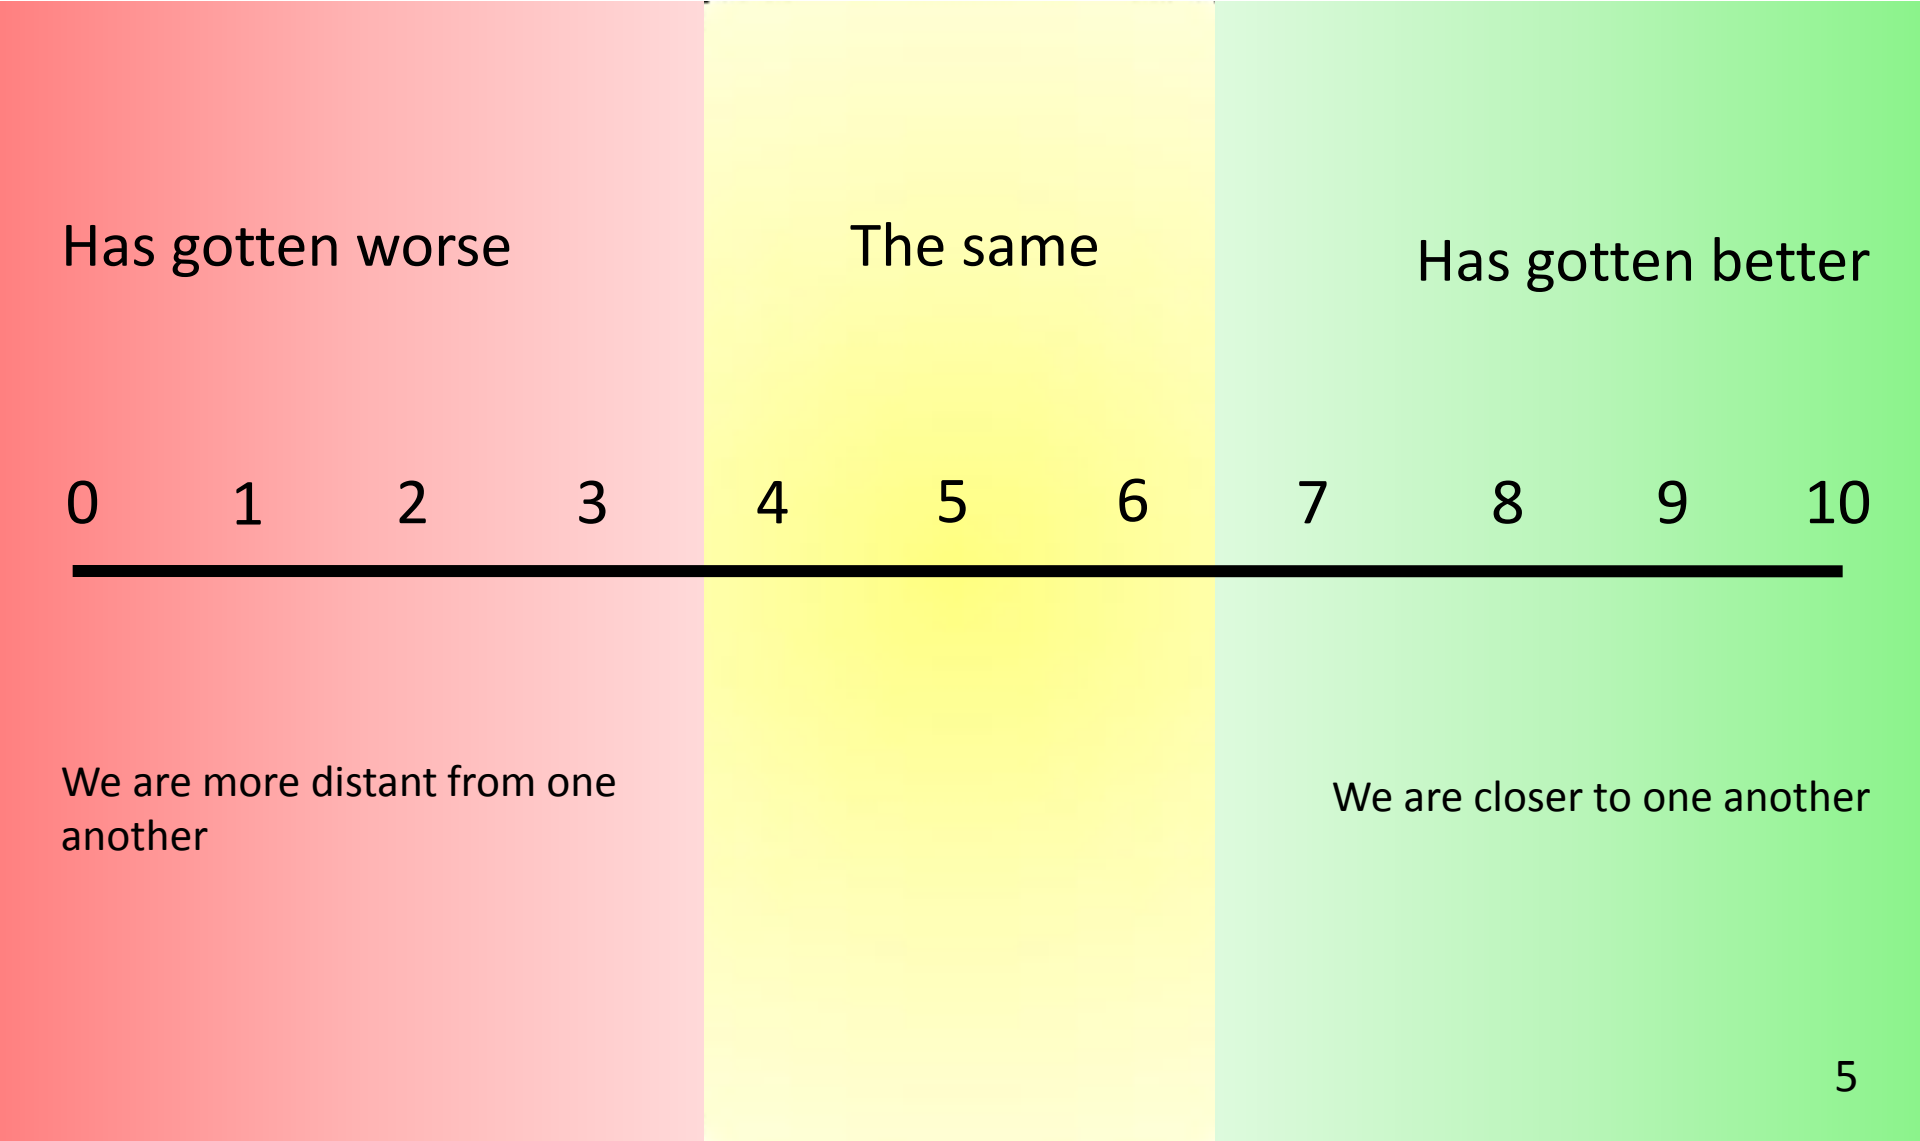 Has gotten worse
The same
Has gotten better
0 1 2 3 4 5 6 7 8 9 10
We are more distant from one
another
We are closer to one another
5